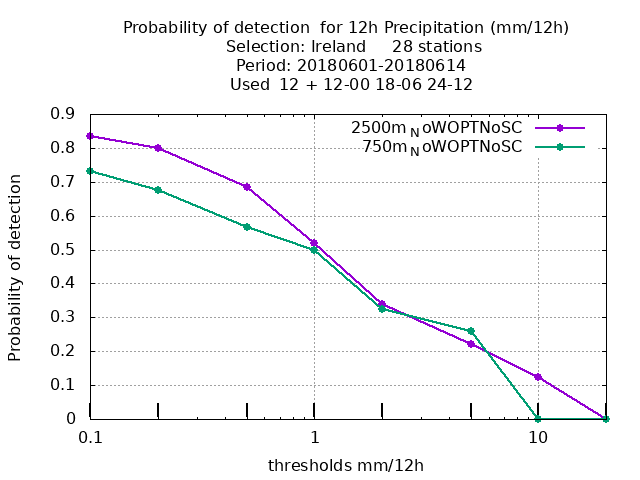 Probability of detection  for 12h Precipitation (mm/12h)
Selection: Ireland     28 stations
Period: 20180601-20180614
Used  12 + 12-00 18-06 24-12
2500m_NoWOPTNoSC
750m_NoWOPTNoSC
Probability of detection
0.9
0.8
0.7
0.6
0.5
0.4
0.3
0.2
0.1
0
0.1 1 10
thresholds mm/12h